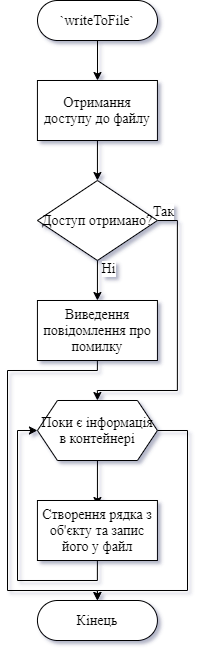 `writeToFile`
Отримання
доступу до файлу
Доступ отримано?
Так
Ні
Виведення
повідомлення про
помилку
Поки є інформація
в контейнері
Створення рядка з
об'єкту та запис
його у файл
Кінець